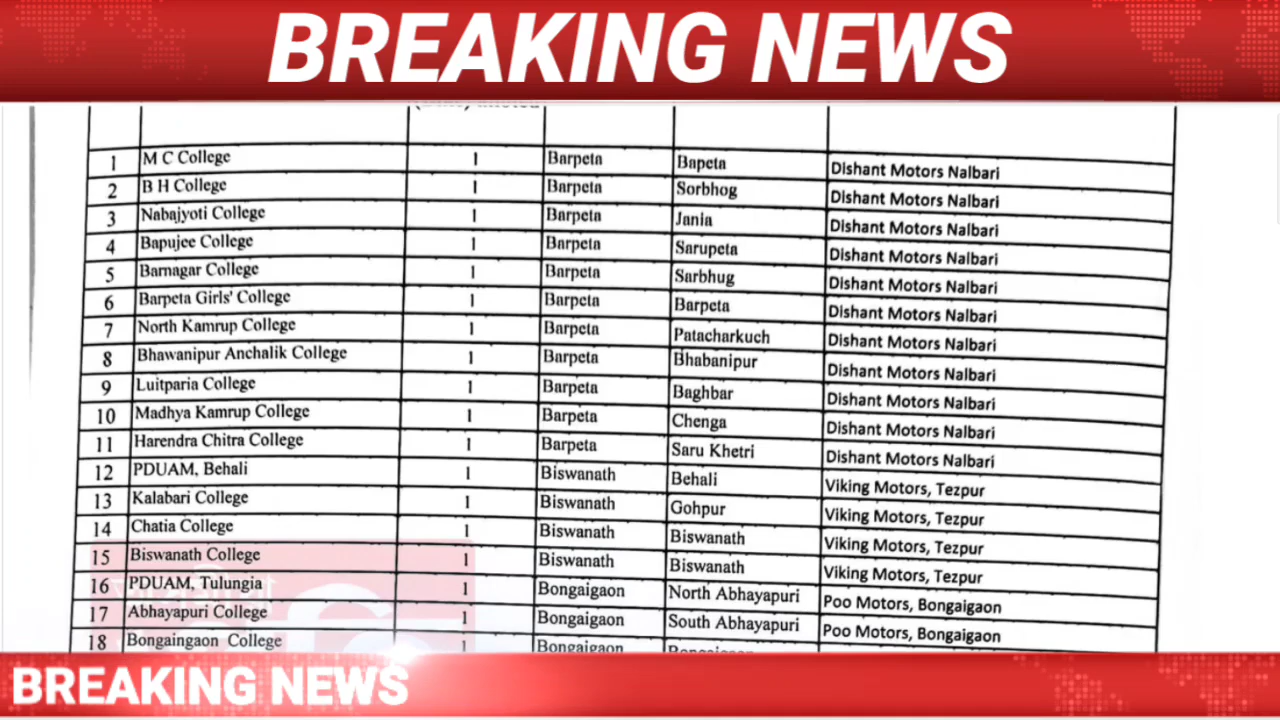 BREAKING NEWS
1 M C College 1 Barpeta Bapeta Dishant Motors Nalbari
2 B H College 1 Barpeta Sorbhog Dishant Motors Nalbari
3 Nabajyoti College 1 Barpeta Jania Dishant Motors Nalbari
4 Bapujee College 1 Barpeta Sarupeta Dishant Motors Nalbari
5 Barnagar College 1 Barpeta Sarbhug Dishant Motors Nalbari
6 Barpeta Girls' College 1 Barpeta Barpeta Dishant Motors Nalbari
7 North Kamrup College 1 Barpeta Patacharkuch Dishant Motors Nalbari
8 Bhawanipur Anchalik College 1 Barpeta Bhabanipur Dishant Motors Nalbari
9 Luitparia College 1 Barpeta Baghbar Dishant Motors Nalbari
10 Madhya Kamrup College 1 Barpeta Chenga Dishant Motors Nalbari
11 Harendra Chitra College 1 Barpeta Saru Khetri Dishant Motors Nalbari
12 PDUAM, Behali 1 Biswanath Behali Viking Motors, Tezpur
13 Kalabari College 1 Biswanath Gohpur Viking Motors, Tezpur
14 Chatia College 1 Biswanath Biswanath Viking Motors, Tezpur
15 Biswanath College 1 Biswanath Biswanath Viking Motors, Tezpur
16 PDUAM, Tulungia 1 Bongaigaon North Abhayapuri Poo Motors, Bongaigaon
17 Abhayapuri College 1 Bongaigaon South Abhayapuri Poo Motors, Bongaigaon
18 Bongaingaon College 1 Bongaigaon
BREAKING NEWS